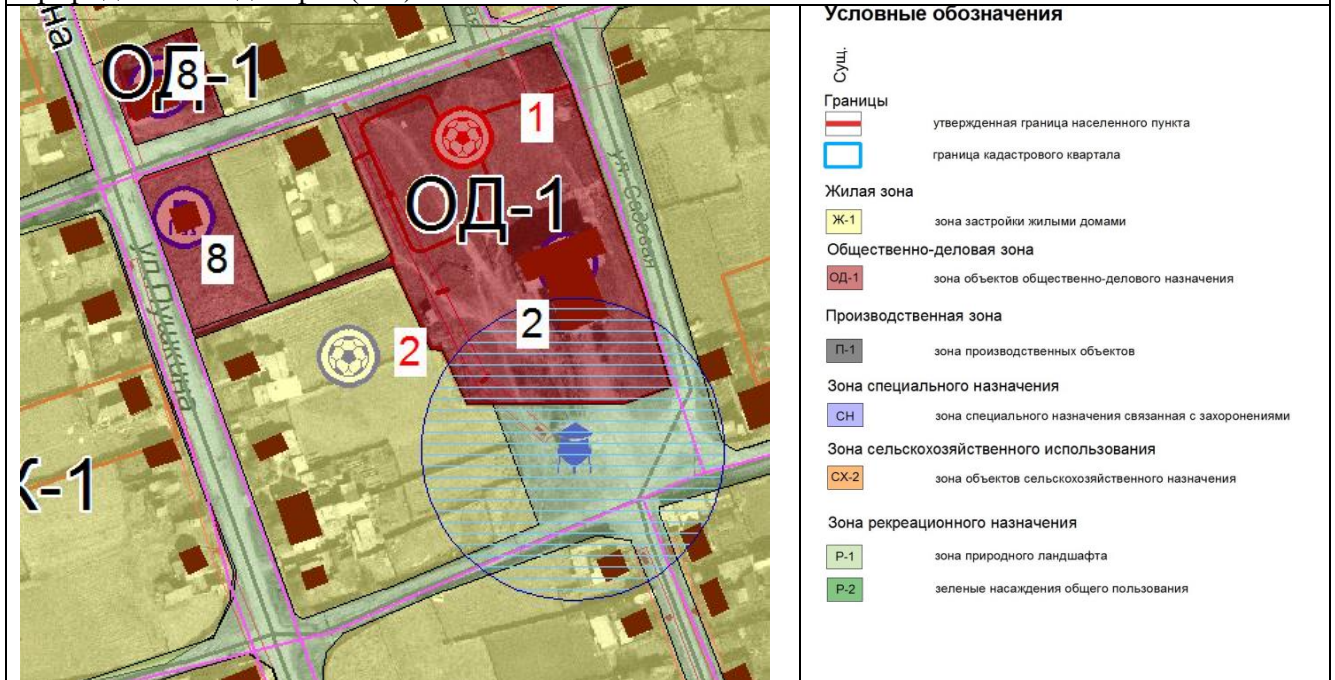 на
ая
ОД-1
8
1
ОД-1
ул. Садовая
8
ул. Пушкина
2
2
Ж-1
Условные обозначения
Сущ.
Границы
утвержденная граница населенного пункта
граница кадастрового квартала
Жилая зона
Ж-1 зона застройки жилыми домами
Общественно-деловая зона
ОД-1 зона объектов общественно-делового назначения
Производственная зона
П-1 зона производственных объектов
Зона специального назначения
СН зона специального назначения связанная с захоронениями
Зона сельскохозяйственного использования
СХ-2 зона объектов сельскохозяйственного назначения
Зона рекреационного назначения
Р-1 зона природного ландшафта
Р-2 зеленые насаждения общего пользования